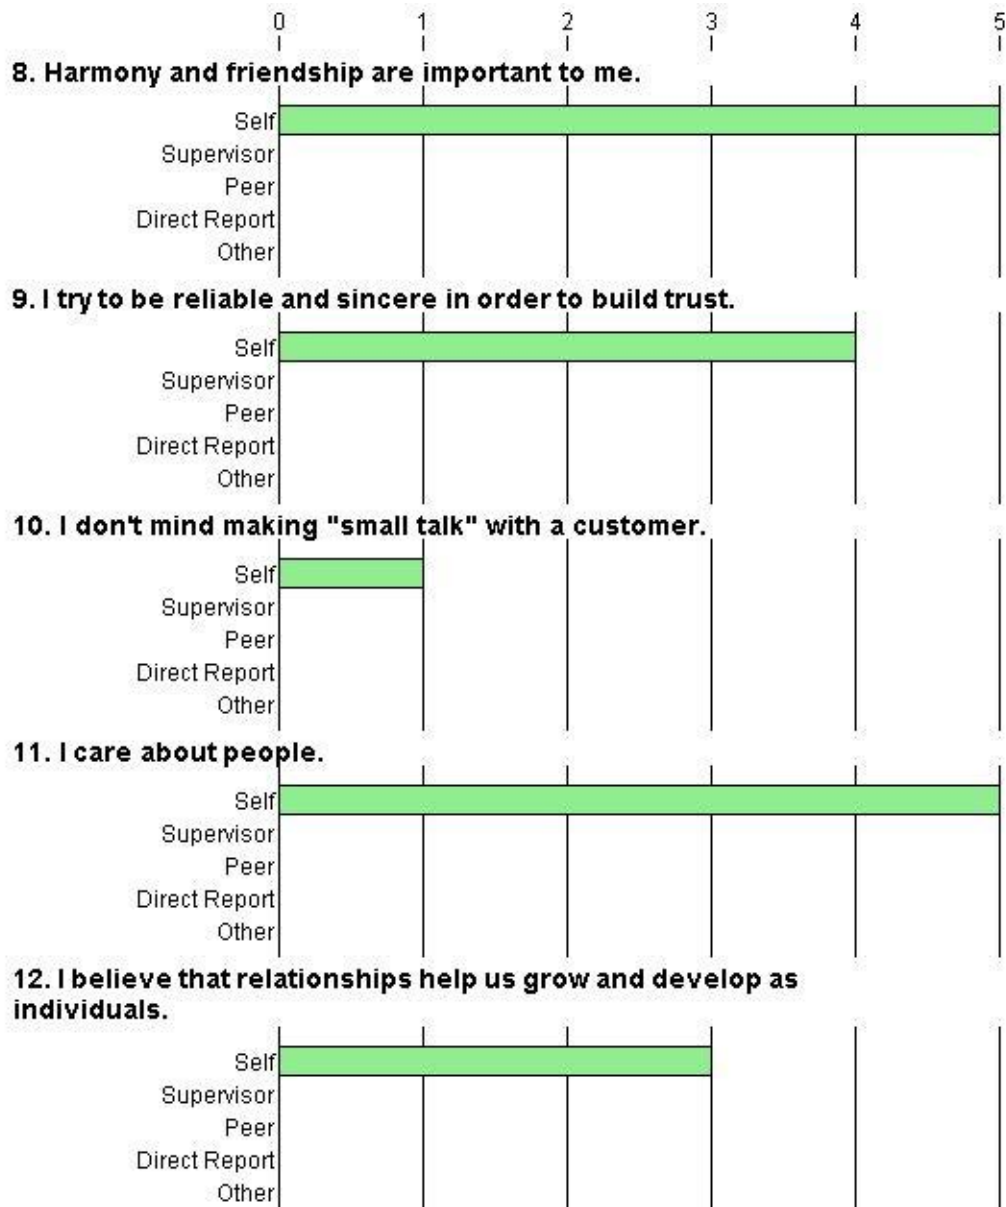 0 1 2 3 4 5
8. Harmony and friendship are important to me.
Self
Supervisor
Peer
Direct Report
Other
9. I try to be reliable and sincere in order to build trust.
Self
Supervisor
Peer
Direct Report
Other
10. I don't mind making "small talk" with a customer.
Self
Supervisor
Peer
Direct Report
Other
11. I care about people.
Self
Supervisor
Peer
Direct Report
Other
12. I believe that relationships help us grow and develop as
individuals.
Self
Supervisor
Peer
Direct Report
Other